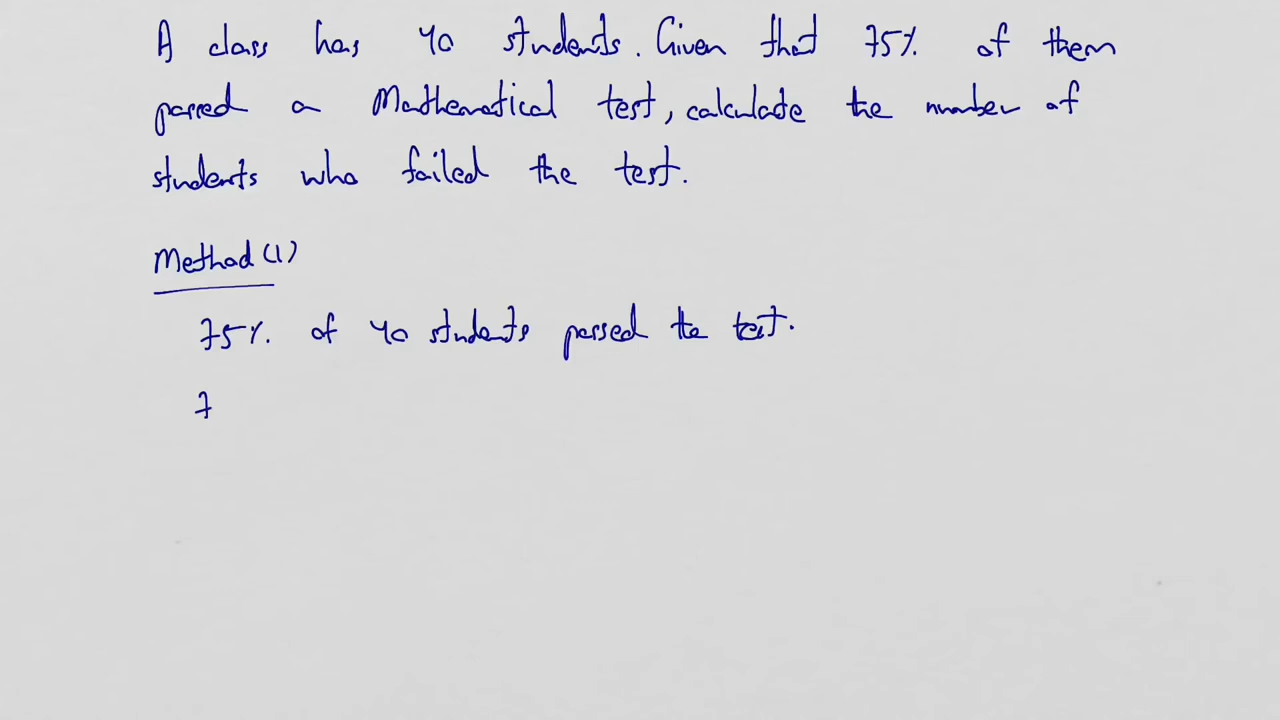 A class has 40 students. Given that 75% of them
passed a Mathematical test, calculate the number of
students who failed the test.
Method (1)
75% of 40 students passed the test.
7